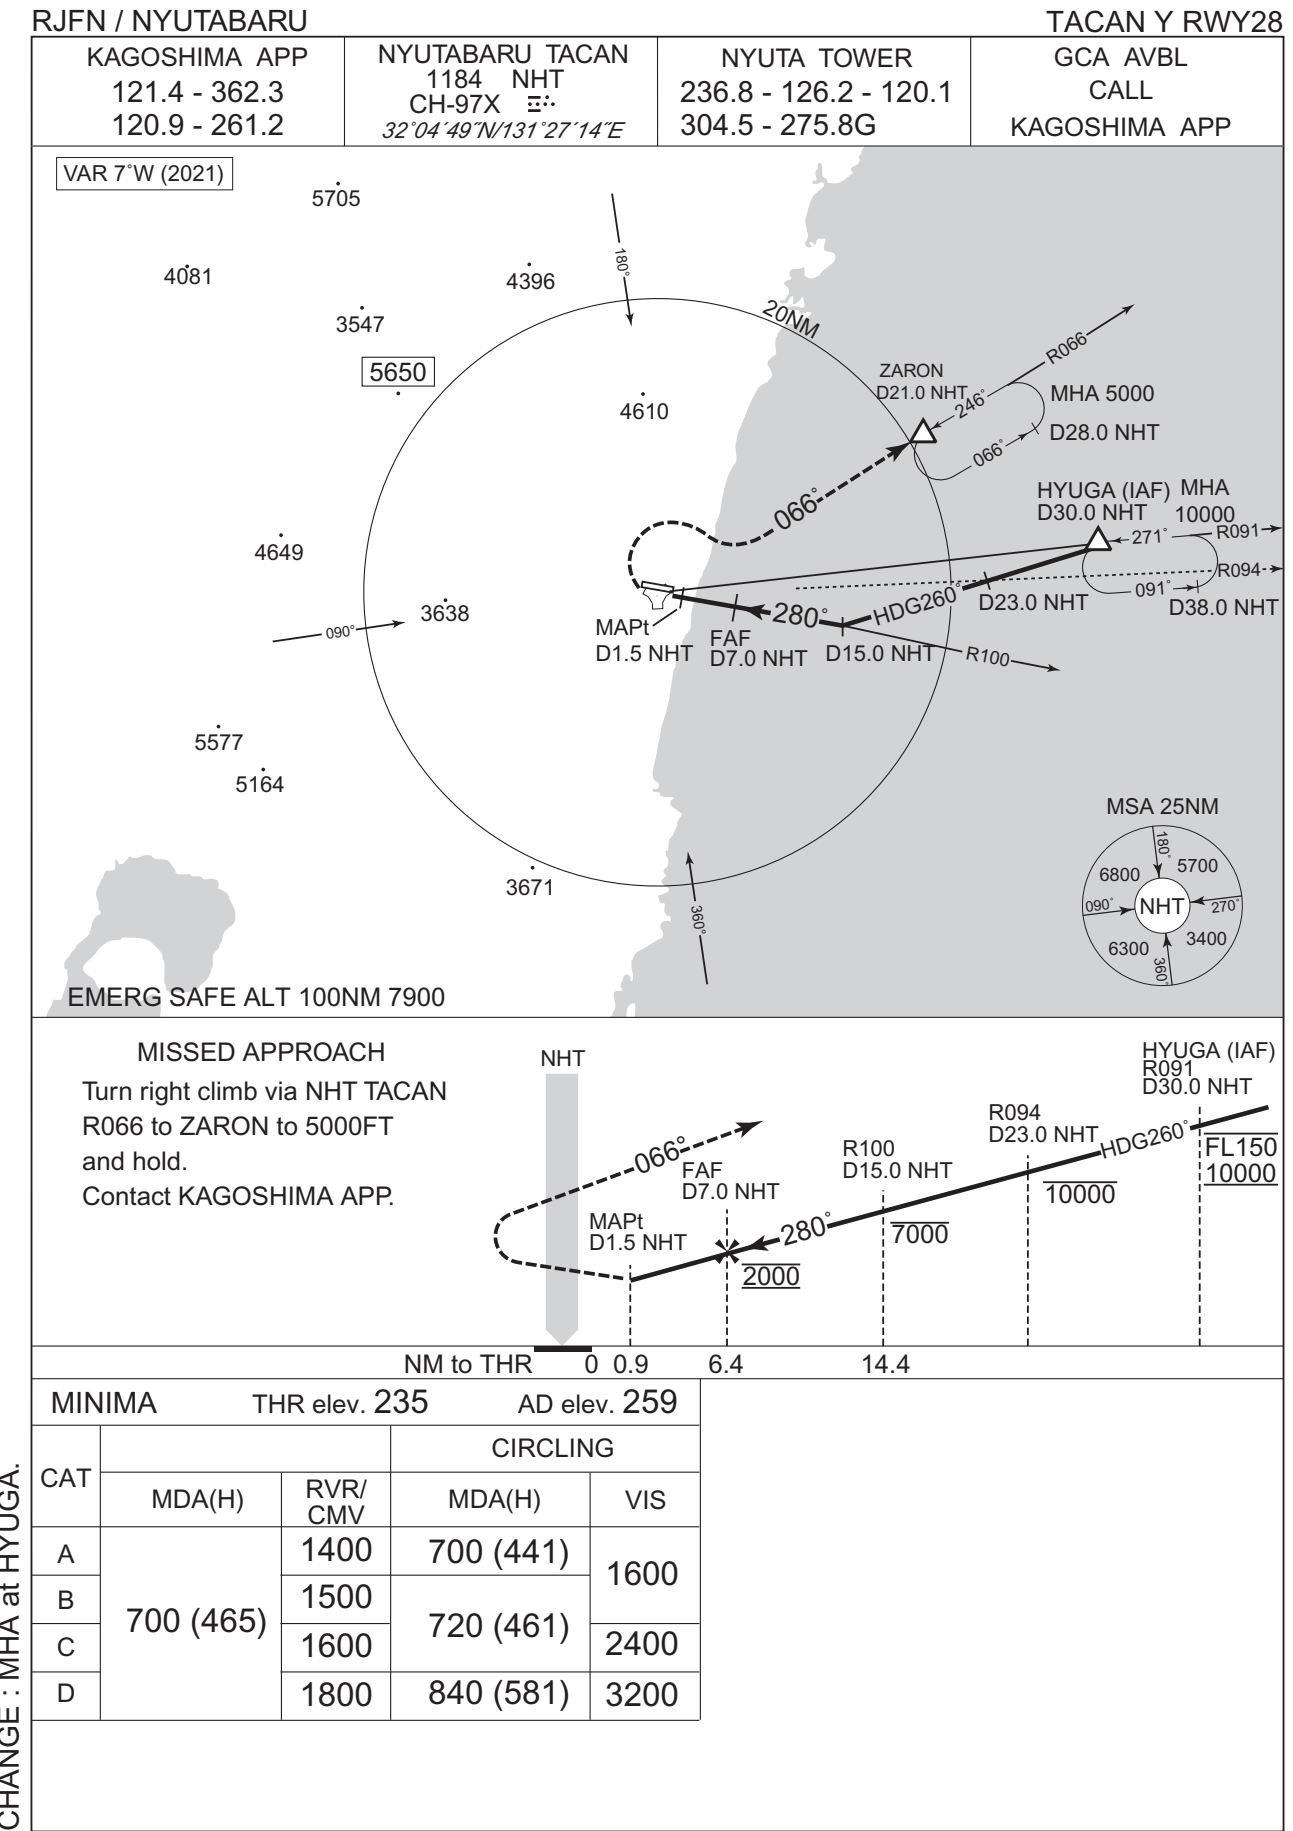 RJFN / NYUTABARU
TACAN Y RWY28
KAGOSHIMA APP
121.4 - 362.3
120.9 - 261.2
NYUTABARU TACAN
1184 NHT
CH-97X
32°04´49˝N/131°27´14˝E
NYUTA TOWER
236.8 - 126.2 - 120.1
304.5 - 275.8G
GCA AVBL
CALL
KAGOSHIMA APP
VAR 7°W (2021)
5705
4081
4396
180°
3547
20NM
5650
4610
ZARON
D21.0 NHT
R066
246°
MHA 5000
D28.0 NHT
066°
066°
HYUGA (IAF)
D30.0 NHT
MHA
10000
271°
R091
R094
091°
D38.0 NHT
D23.0 NHT
HDG260°
280°
4649
3638
090°
MAPt
D1.5 NHT
FAF
D7.0 NHT
D15.0 NHT
R100
5577
5164
3671
360°
MSA 25NM
180°
6800
5700
090°
NHT
270°
6300
3400
360°
EMERG SAFE ALT 100NM 7900
MISSED APPROACH
Turn right climb via NHT TACAN
R066 to ZARON to 5000FT
and hold.
Contact KAGOSHIMA APP.
NHT
066°
MAPt
D1.5 NHT
FAF
D7.0 NHT
2000
280°
R100
D15.0 NHT
7000
R094
D23.0 NHT
10000
HDG260°
HYUGA (IAF)
R091
D30.0 NHT
FL150
10000
NM to THR 0 0.9 6.4 14.4
MINIMA THR elev. 235 AD elev. 259
CAT
CIRCLING
MDA(H)
RVR/
CMV
MDA(H)
VIS
A
1400
700 (441)
1600
B
1500
700 (465)
720 (461)
C
1600
2400
D
1800
840 (581)
3200
CHANGE : MHA at HYUGA.